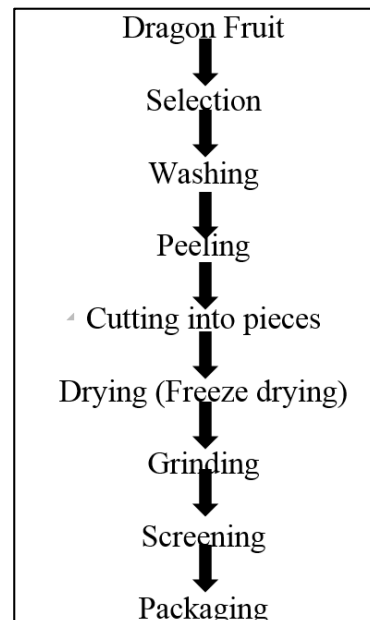 Dragon Fruit
Selection
Washing
Peeling
Cutting into pieces
Drying (Freeze drying)
Grinding
Screening
Packaging